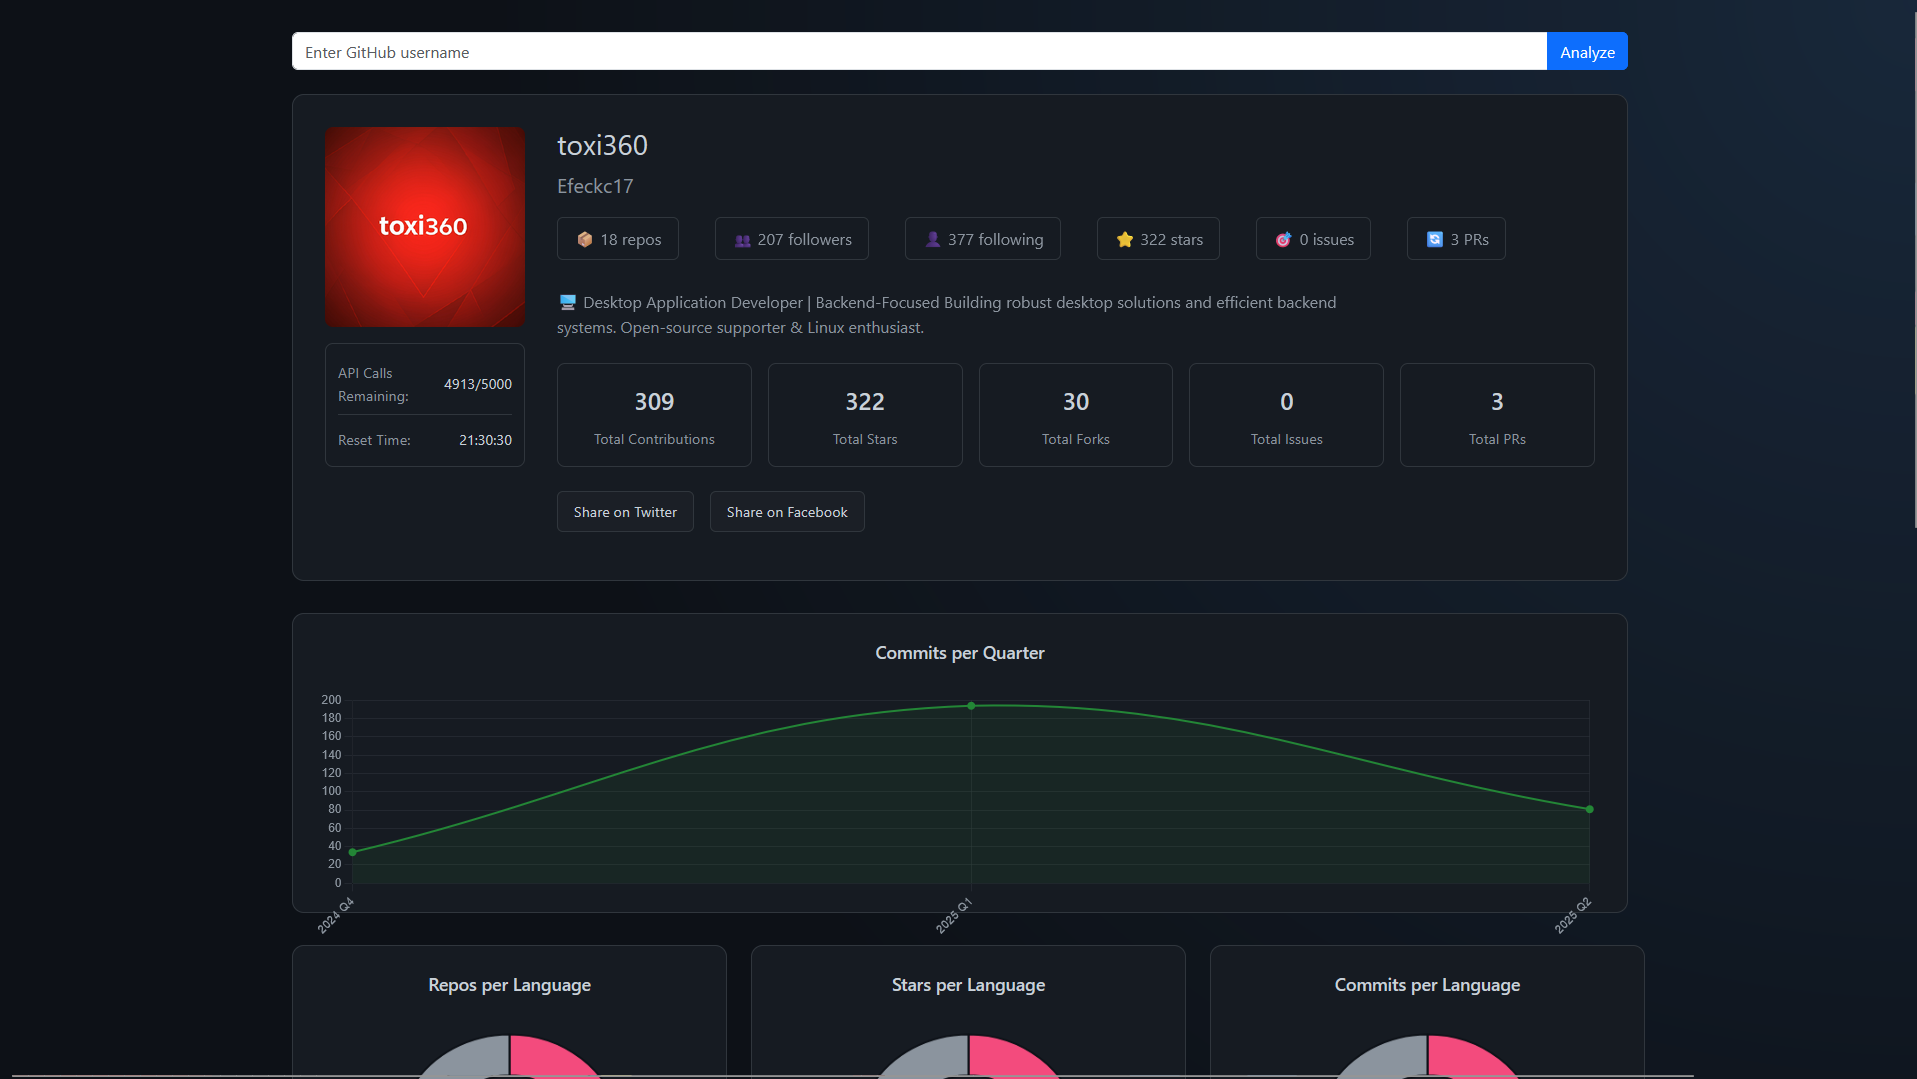 Enter GitHub username
Analyze
toxi360
toxi360
Efeckc17
18 repos
207 followers
377 following
322 stars
0 issues
3 PRs
Desktop Application Developer | Backend-Focused Building robust desktop solutions and efficient backend
systems. Open-source supporter & Linux enthusiast.
API Calls
Remaining:
4913/5000
Reset Time:
21:30:30
309
Total Contributions
322
Total Stars
30
Total Forks
0
Total Issues
3
Total PRs
Share on Twitter
Share on Facebook
Commits per Quarter
200
180
160
140
120
100
80
60
40
20
0
2024 Q4
2025 Q1
2025 Q2
Repos per Language
Stars per Language
Commits per Language